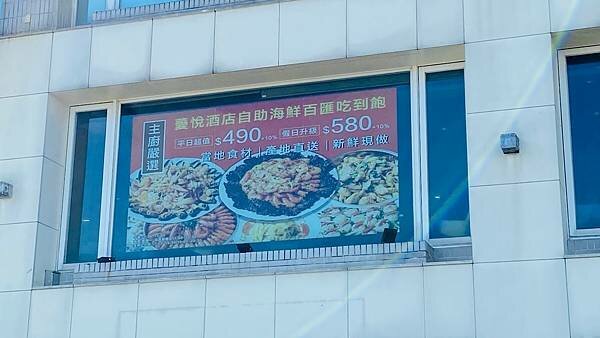 主廚嚴選
憂悅酒店自助海鮮百匯吃到飽
平日超值 $490+10% 假日升級 $580+10%
當地食材｜產地直送｜新鮮現做